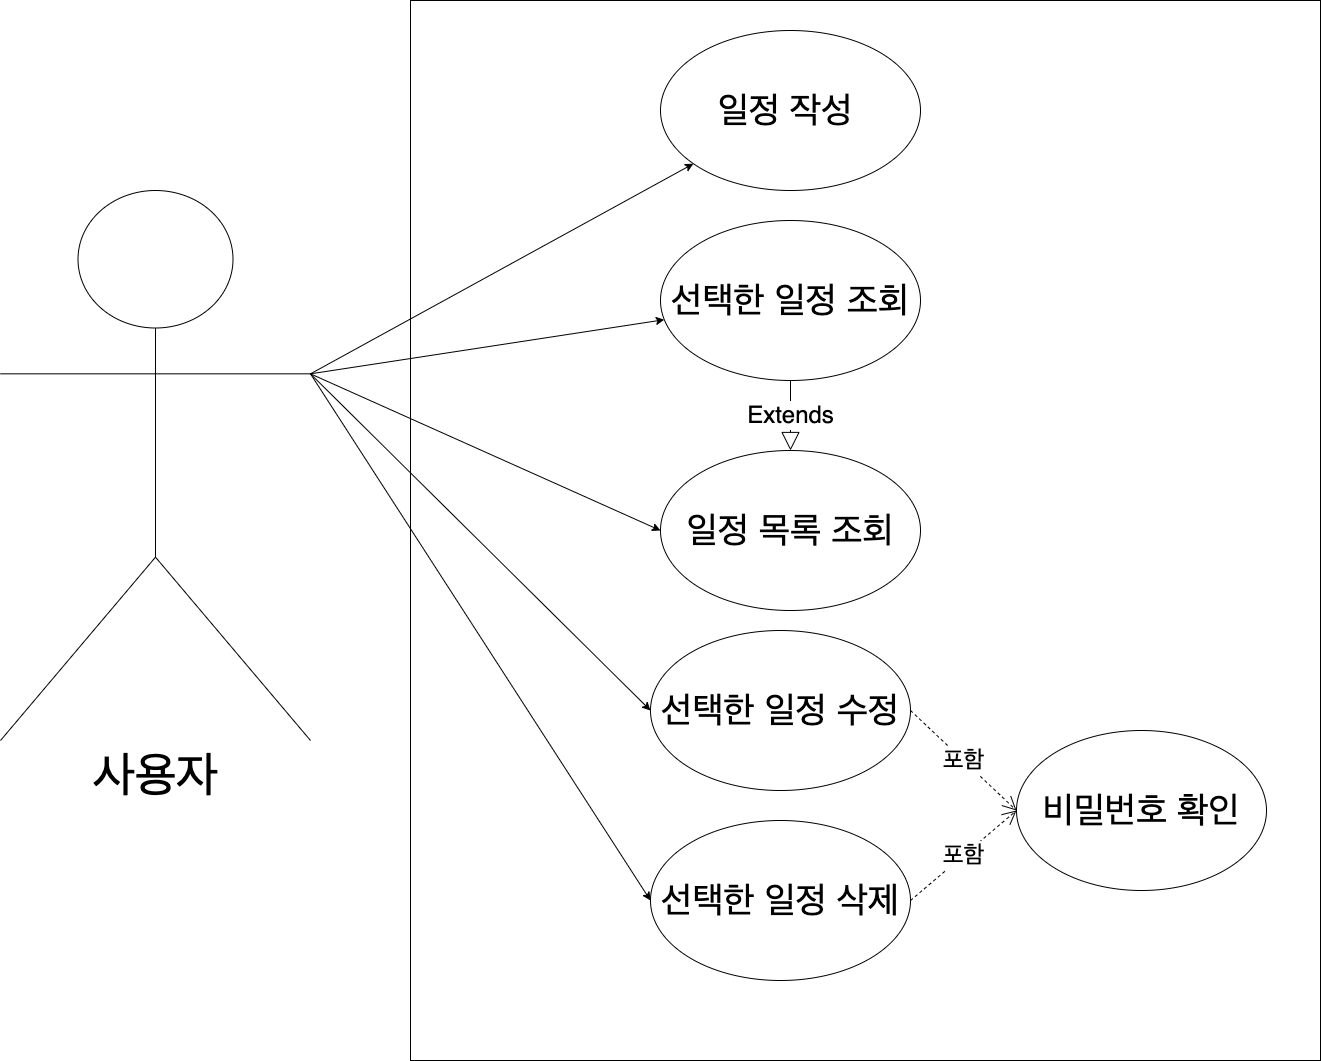 일정 작성
선택한 일정 조회
Extends
일정 목록 조회
선택한 일정 수정
포함
사용자
비밀번호 확인
포함
선택한 일정 삭제